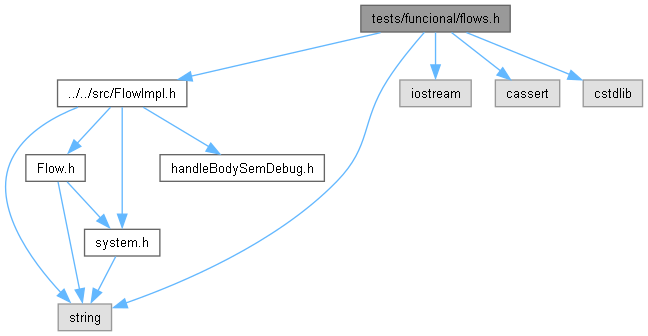 tests/funcional/flows.h
../../src/FlowImpl.h
iostream
cassert
cstdlib
Flow.h
handleBodySemDebug.h
system.h
string